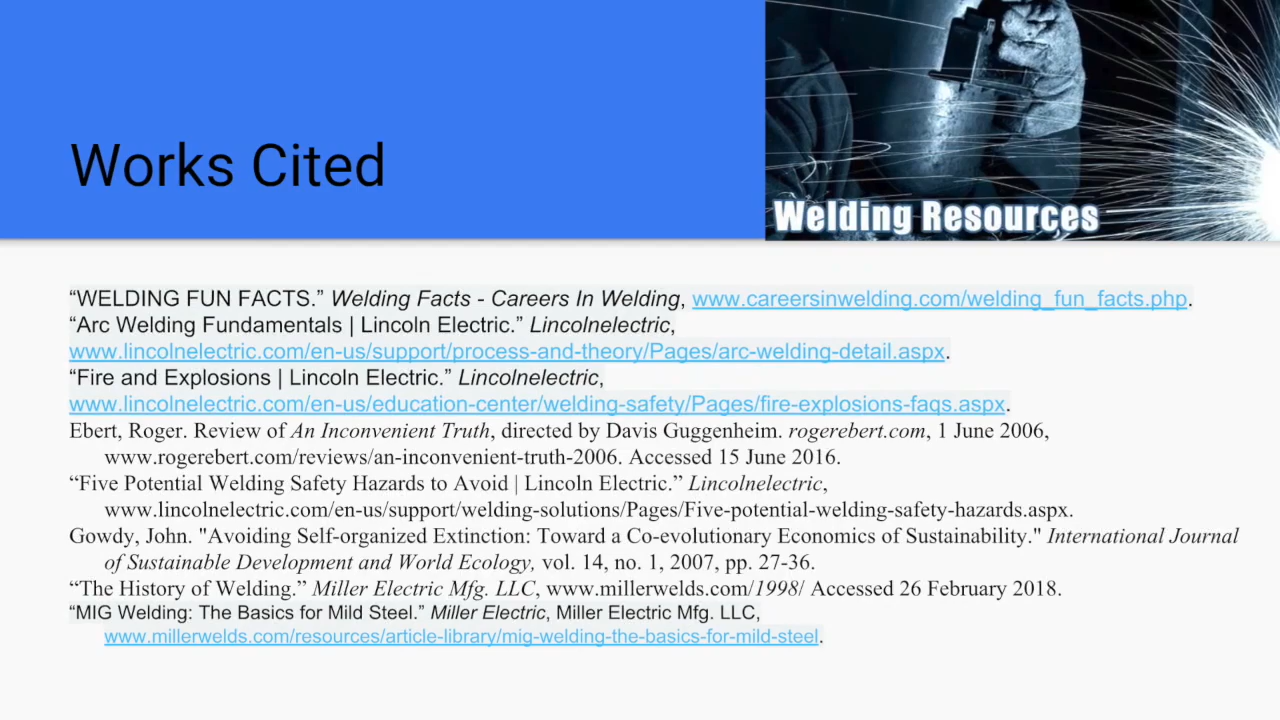 Works Cited
Welding Resources
“WELDING FUN FACTS.” Welding Facts - Careers In Welding, www.careersinwelding.com/welding_fun_facts.php.
“Arc Welding Fundamentals | Lincoln Electric.” Lincolnelectric,
www.lincolnelectric.com/en-us/support/process-and-theory/Pages/arc-welding-detail.aspx.
“Fire and Explosions | Lincoln Electric.” Lincolnelectric,
www.lincolnelectric.com/en-us/education-center/welding-safety/Pages/fire-explosions-faqs.aspx.
Ebert, Roger. Review of An Inconvenient Truth, directed by Davis Guggenheim. rogerebert.com, 1 June 2006,
www.rogerebert.com/reviews/an-inconvenient-truth-2006. Accessed 15 June 2016.
“Five Potential Welding Safety Hazards to Avoid | Lincoln Electric.” Lincolnelectric,
www.lincolnelectric.com/en-us/support/welding-solutions/Pages/Five-potential-welding-safety-hazards.aspx.
Gowdy, John. "Avoiding Self-organized Extinction: Toward a Co-evolutionary Economics of Sustainability." International Journal
of Sustainable Development and World Ecology, vol. 14, no. 1, 2007, pp. 27-36.
“The History of Welding.” Miller Electric Mfg. LLC, www.millerwelds.com/1998/ Accessed 26 February 2018.
“MIG Welding: The Basics for Mild Steel.” Miller Electric, Miller Electric Mfg. LLC,
www.millerwelds.com/resources/article-library/mig-welding-the-basics-for-mild-steel.